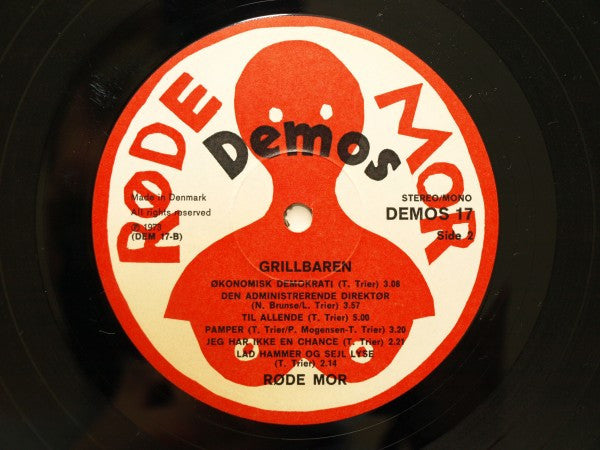 RØDE MOR
Demos
Made in Denmark
All rights reserved
℗ 1978
(DEM 17-B)
STEREO/MONO
DEMOS 17
Side 2
GRILLBAREN
ØKONOMISK DEMOKRATI (T. Trier) 3.08
DEN ADMINISTRERENDE DIREKTØR
(N. Brunse/L. Trier) 3.57
TIL ALLENDE (T. Trier) 5.00
PAMPER (T. Trier/P. Mogensen-T. Trier) 3.20
JEG HAR IKKE EN CHANCE (T. Trier) 2.21
LAD HAMMER OG SEJL LYSE
(T. Trier) 2.14
RØDE MOR